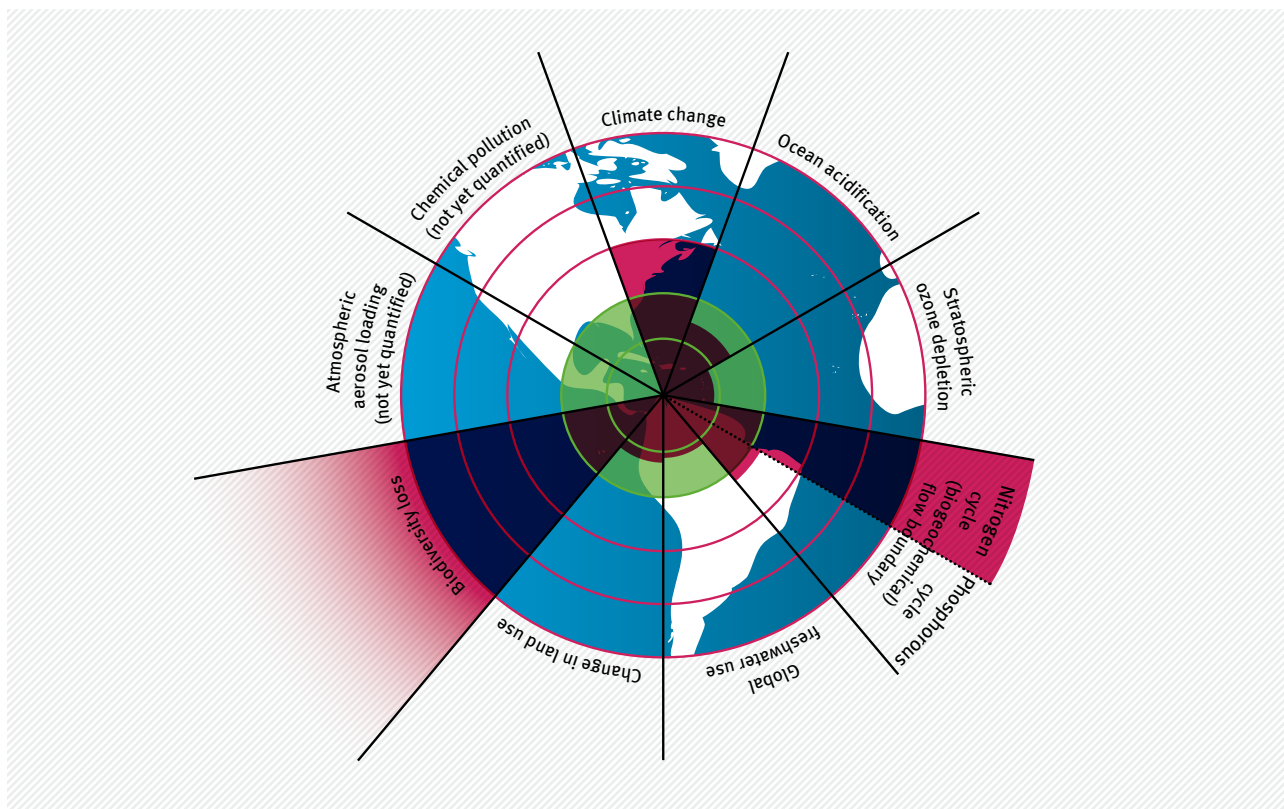 Climate change
Ocean acidification
Stratospheric
ozone depletion
Nitrogen
cycle
(biogeochemical)
flow boundary
cycle
Phosphorous
Global
freshwater use
Change in land use
Biodiversity loss
Atmospheric
aerosol loading
(not yet quantified)
Chemical pollution
(not yet quantified)